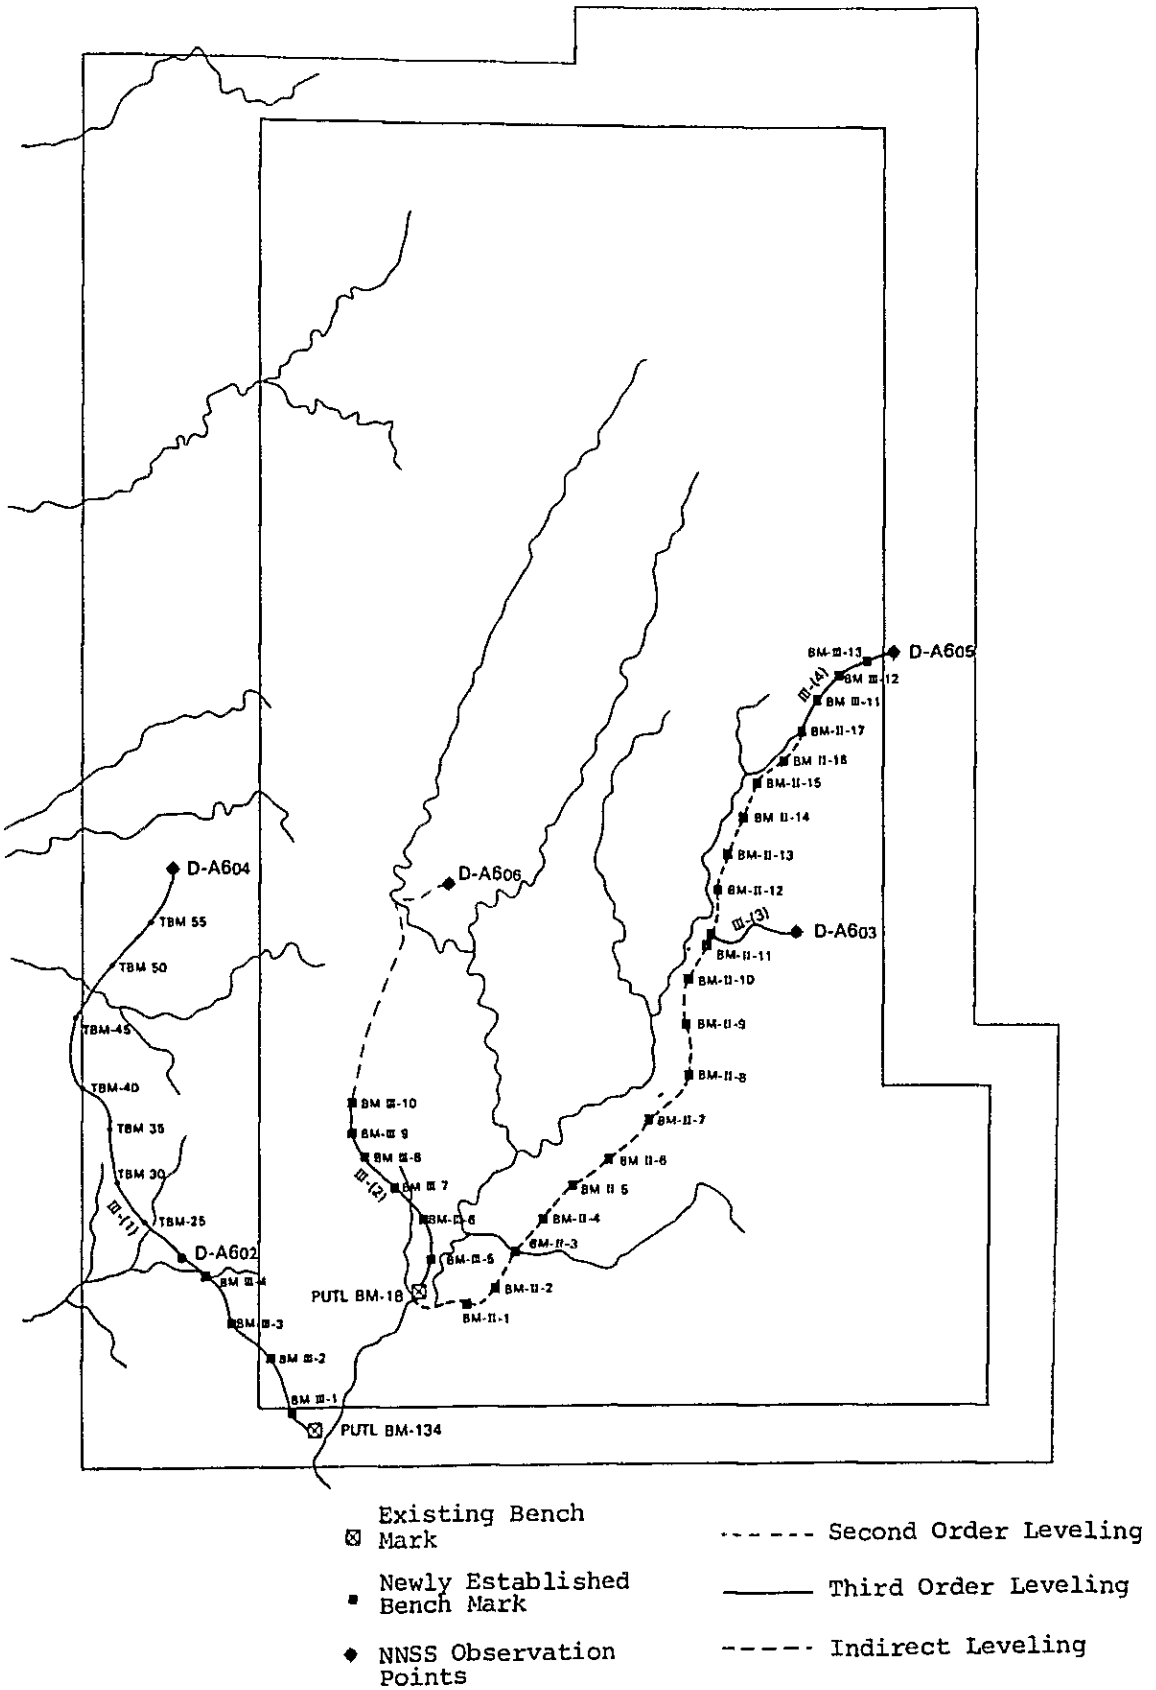 BM-III-13
D-A605
III-(4)
BM III-12
BM III-11
BM-II-17
BM II-16
BM-II-15
BM II-14
BM-II-13
BM-II-12
III-(3)
D-A603
BM-II-11
BM-II-10
BM-II-9
BM-II-8
BM-II-7
BM II-6
BM II 5
BM-II-4
BM-II-3
BM-II-2
BM-II-1
D-A604
D-A606
TBM 55
TBM 50
TBM-45
TBM-40
TBM 35
TBM 30
III-(1)
TBM-25
D-A602
BM III-4
BM-III-3
BM III-2
BM III-1
PUTL BM-134
BM III-10
BM-III 9
BM III-8
III-(2)
BM III 7
BM-III-6
BM-III-5
PUTL BM-18
Existing Bench
Mark
Newly Established
Bench Mark
NNSS Observation
Points
Second Order Leveling
Third Order Leveling
Indirect Leveling